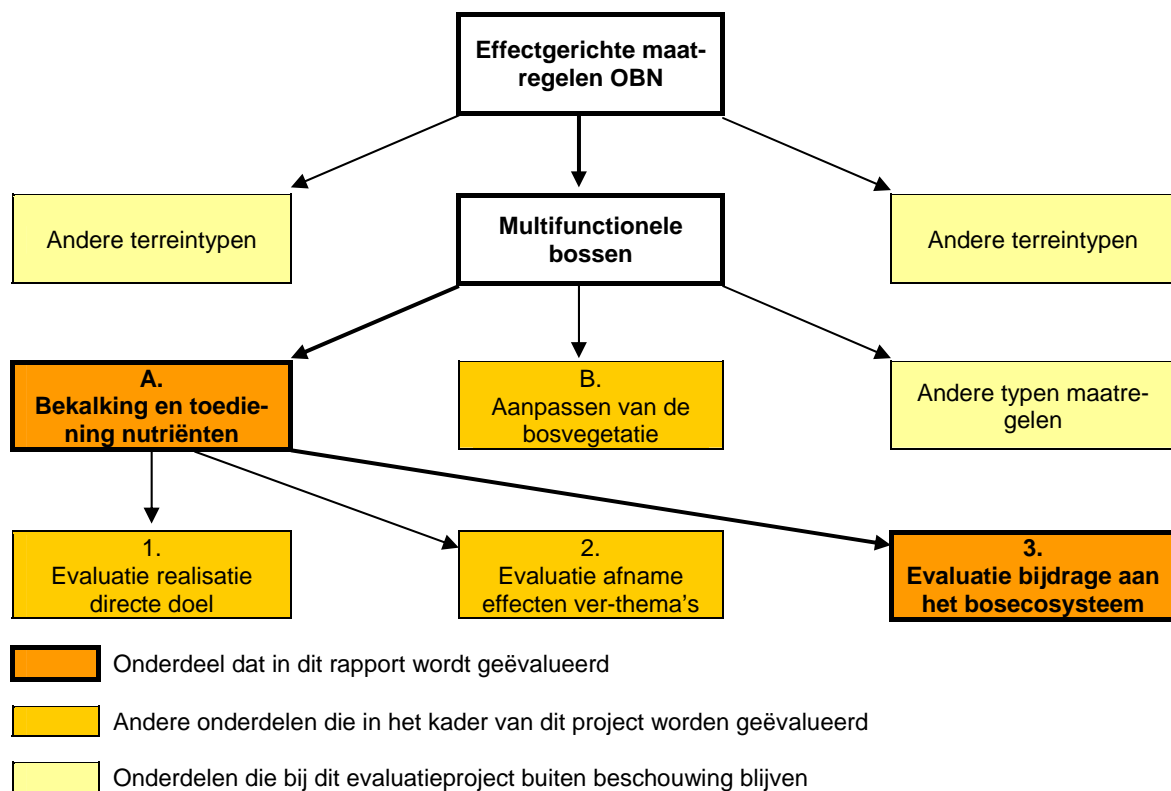 Effectgerichte maat-
regelen OBN
Andere terreintypen
Multifunctionele
bossen
Andere terreintypen
A.
Bekalking en toedie-
ning nutriënten
B.
Aanpassen van de
bosvegetatie
Andere typen maatre-
gelen
1.
Evaluatie realisatie
directe doel
2.
Evaluatie afname
effecten ver-thema’s
3.
Evaluatie bijdrage aan
het bosecosysteem
Onderdeel dat in dit rapport wordt geëvalueerd
Andere onderdelen die in het kader van dit project worden geëvalueerd
Onderdelen die bij dit evaluatieproject buiten beschouwing blijven